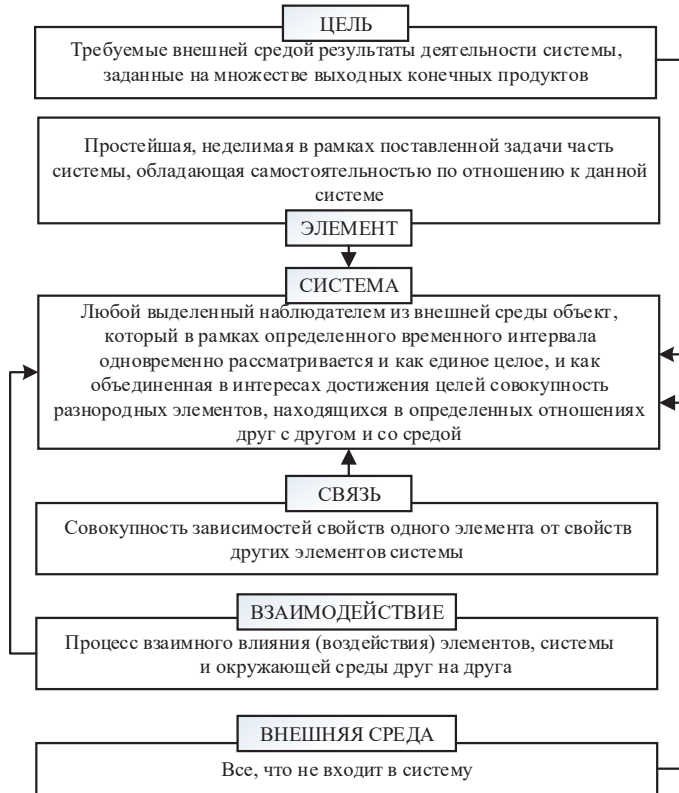 ЦЕЛЬ
Требуемые внешней средой результаты деятельности системы,
заданные на множестве выходных конечных продуктов
Простейшая, неделимая в рамках поставленной задачи часть
системы, обладающая самостоятельностью по отношению к данной
системе
ЭЛЕМЕНТ
СИСТЕМА
Любой выделенный наблюдателем из внешней среды объект,
который в рамках определенного временного интервала
одновременно рассматривается и как единое целое, и как
объединенная в интересах достижения целей совокупность
разнородных элементов, находящихся в определенных отношениях
друг с другом и со средой
СВЯЗЬ
Совокупность зависимостей свойств одного элемента от свойств
других элементов системы
ВЗАИМОДЕЙСТВИЕ
Процесс взаимного влияния (воздействия) элементов, системы
и окружающей среды друг на друга
ВНЕШНЯЯ СРЕДА
Все, что не входит в систему